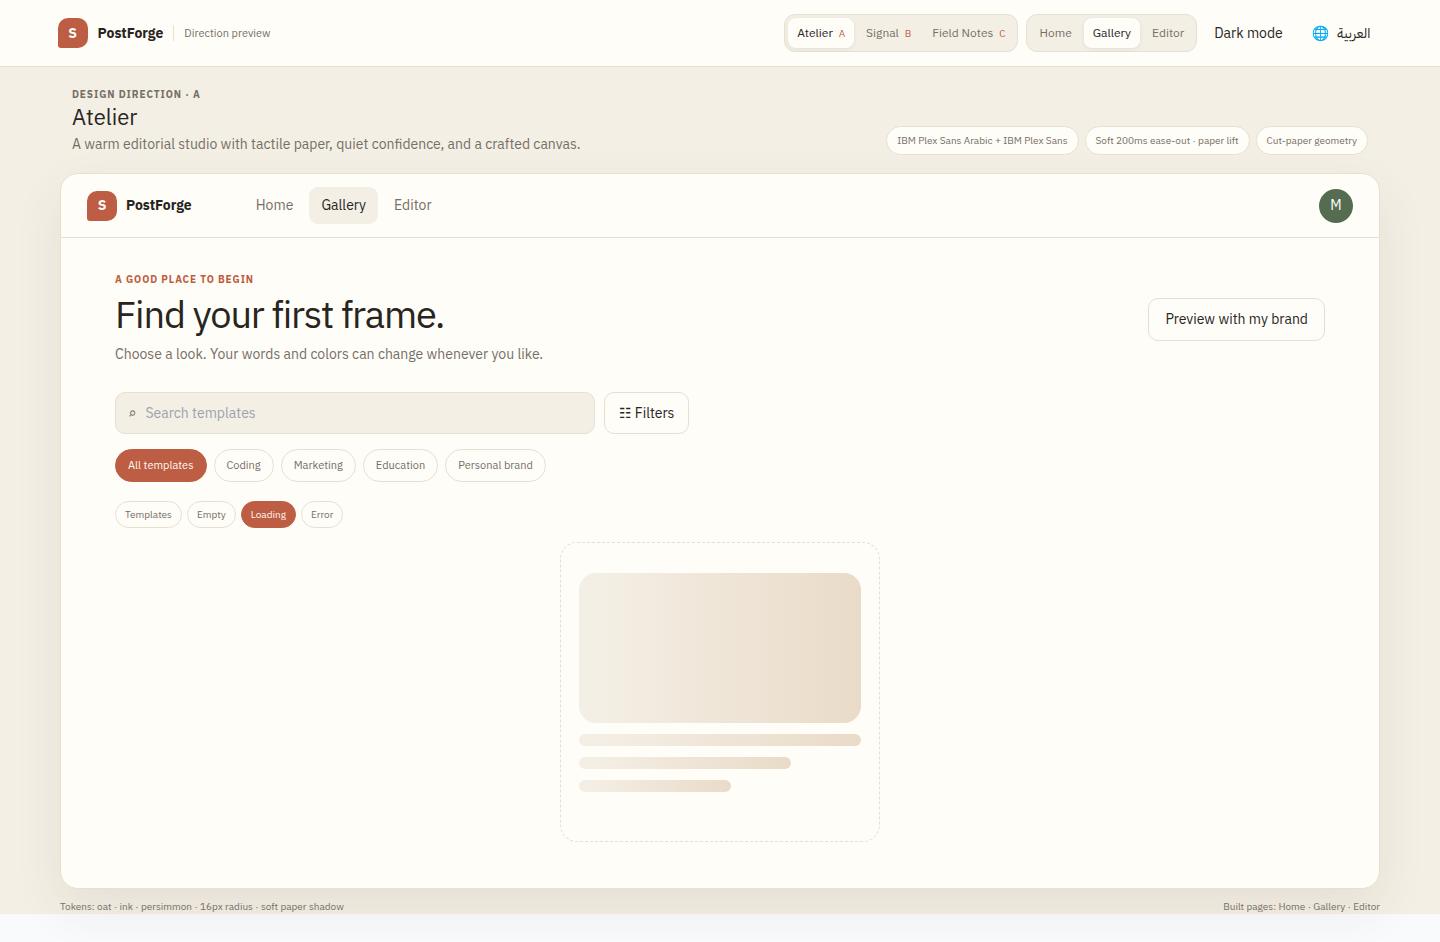 S PostForge Direction preview Atelier A Signal B Field Notes C Home Gallery Editor Dark mode 🌐 العربية
DESIGN DIRECTION · A
Atelier
A warm editorial studio with tactile paper, quiet confidence, and a crafted canvas.
IBM Plex Sans Arabic + IBM Plex Sans Soft 200ms ease-out · paper lift Cut-paper geometry
S PostForge Home Gallery Editor M
A GOOD PLACE TO BEGIN
Find your first frame.
Preview with my brand
Choose a look. Your words and colors can change whenever you like.
Search templates Filters
All templates Coding Marketing Education Personal brand
Templates Empty Loading Error
Tokens: oat · ink · persimmon · 16px radius · soft paper shadow Built pages: Home · Gallery · Editor